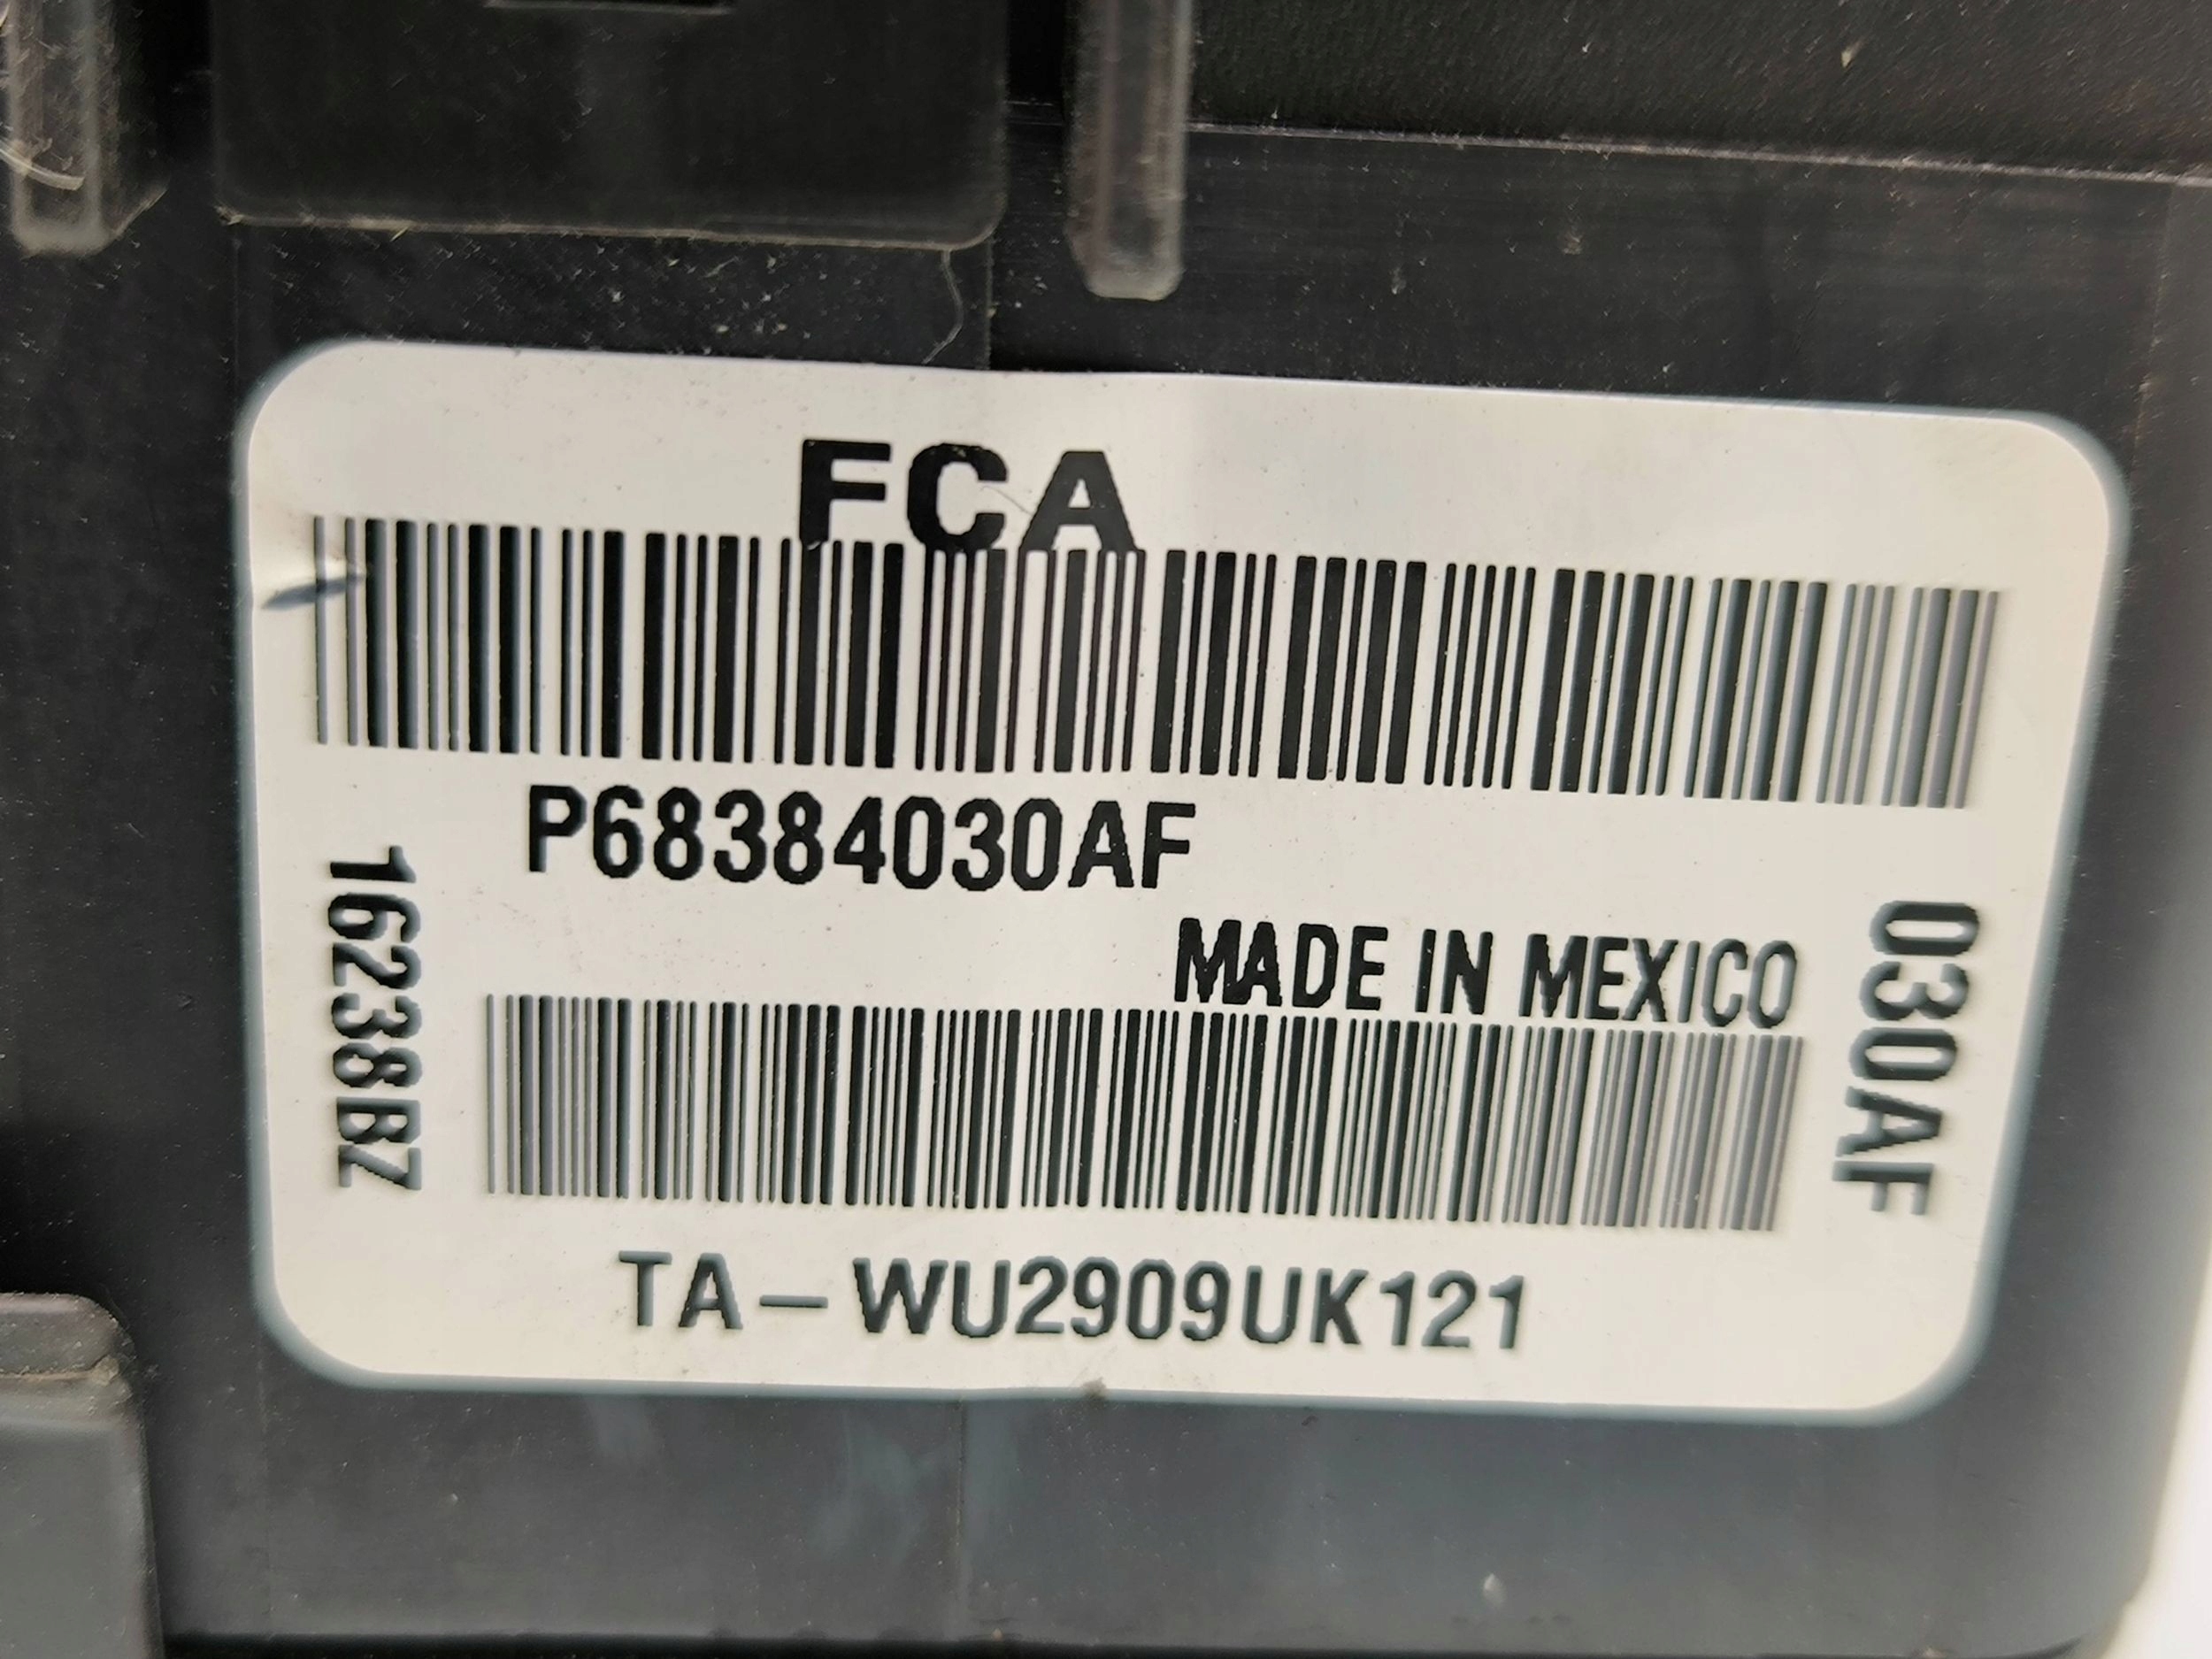 FCA
P68384030AF
MADE IN MEXICO
16238BZ
030AF
TA-WU2909UK121